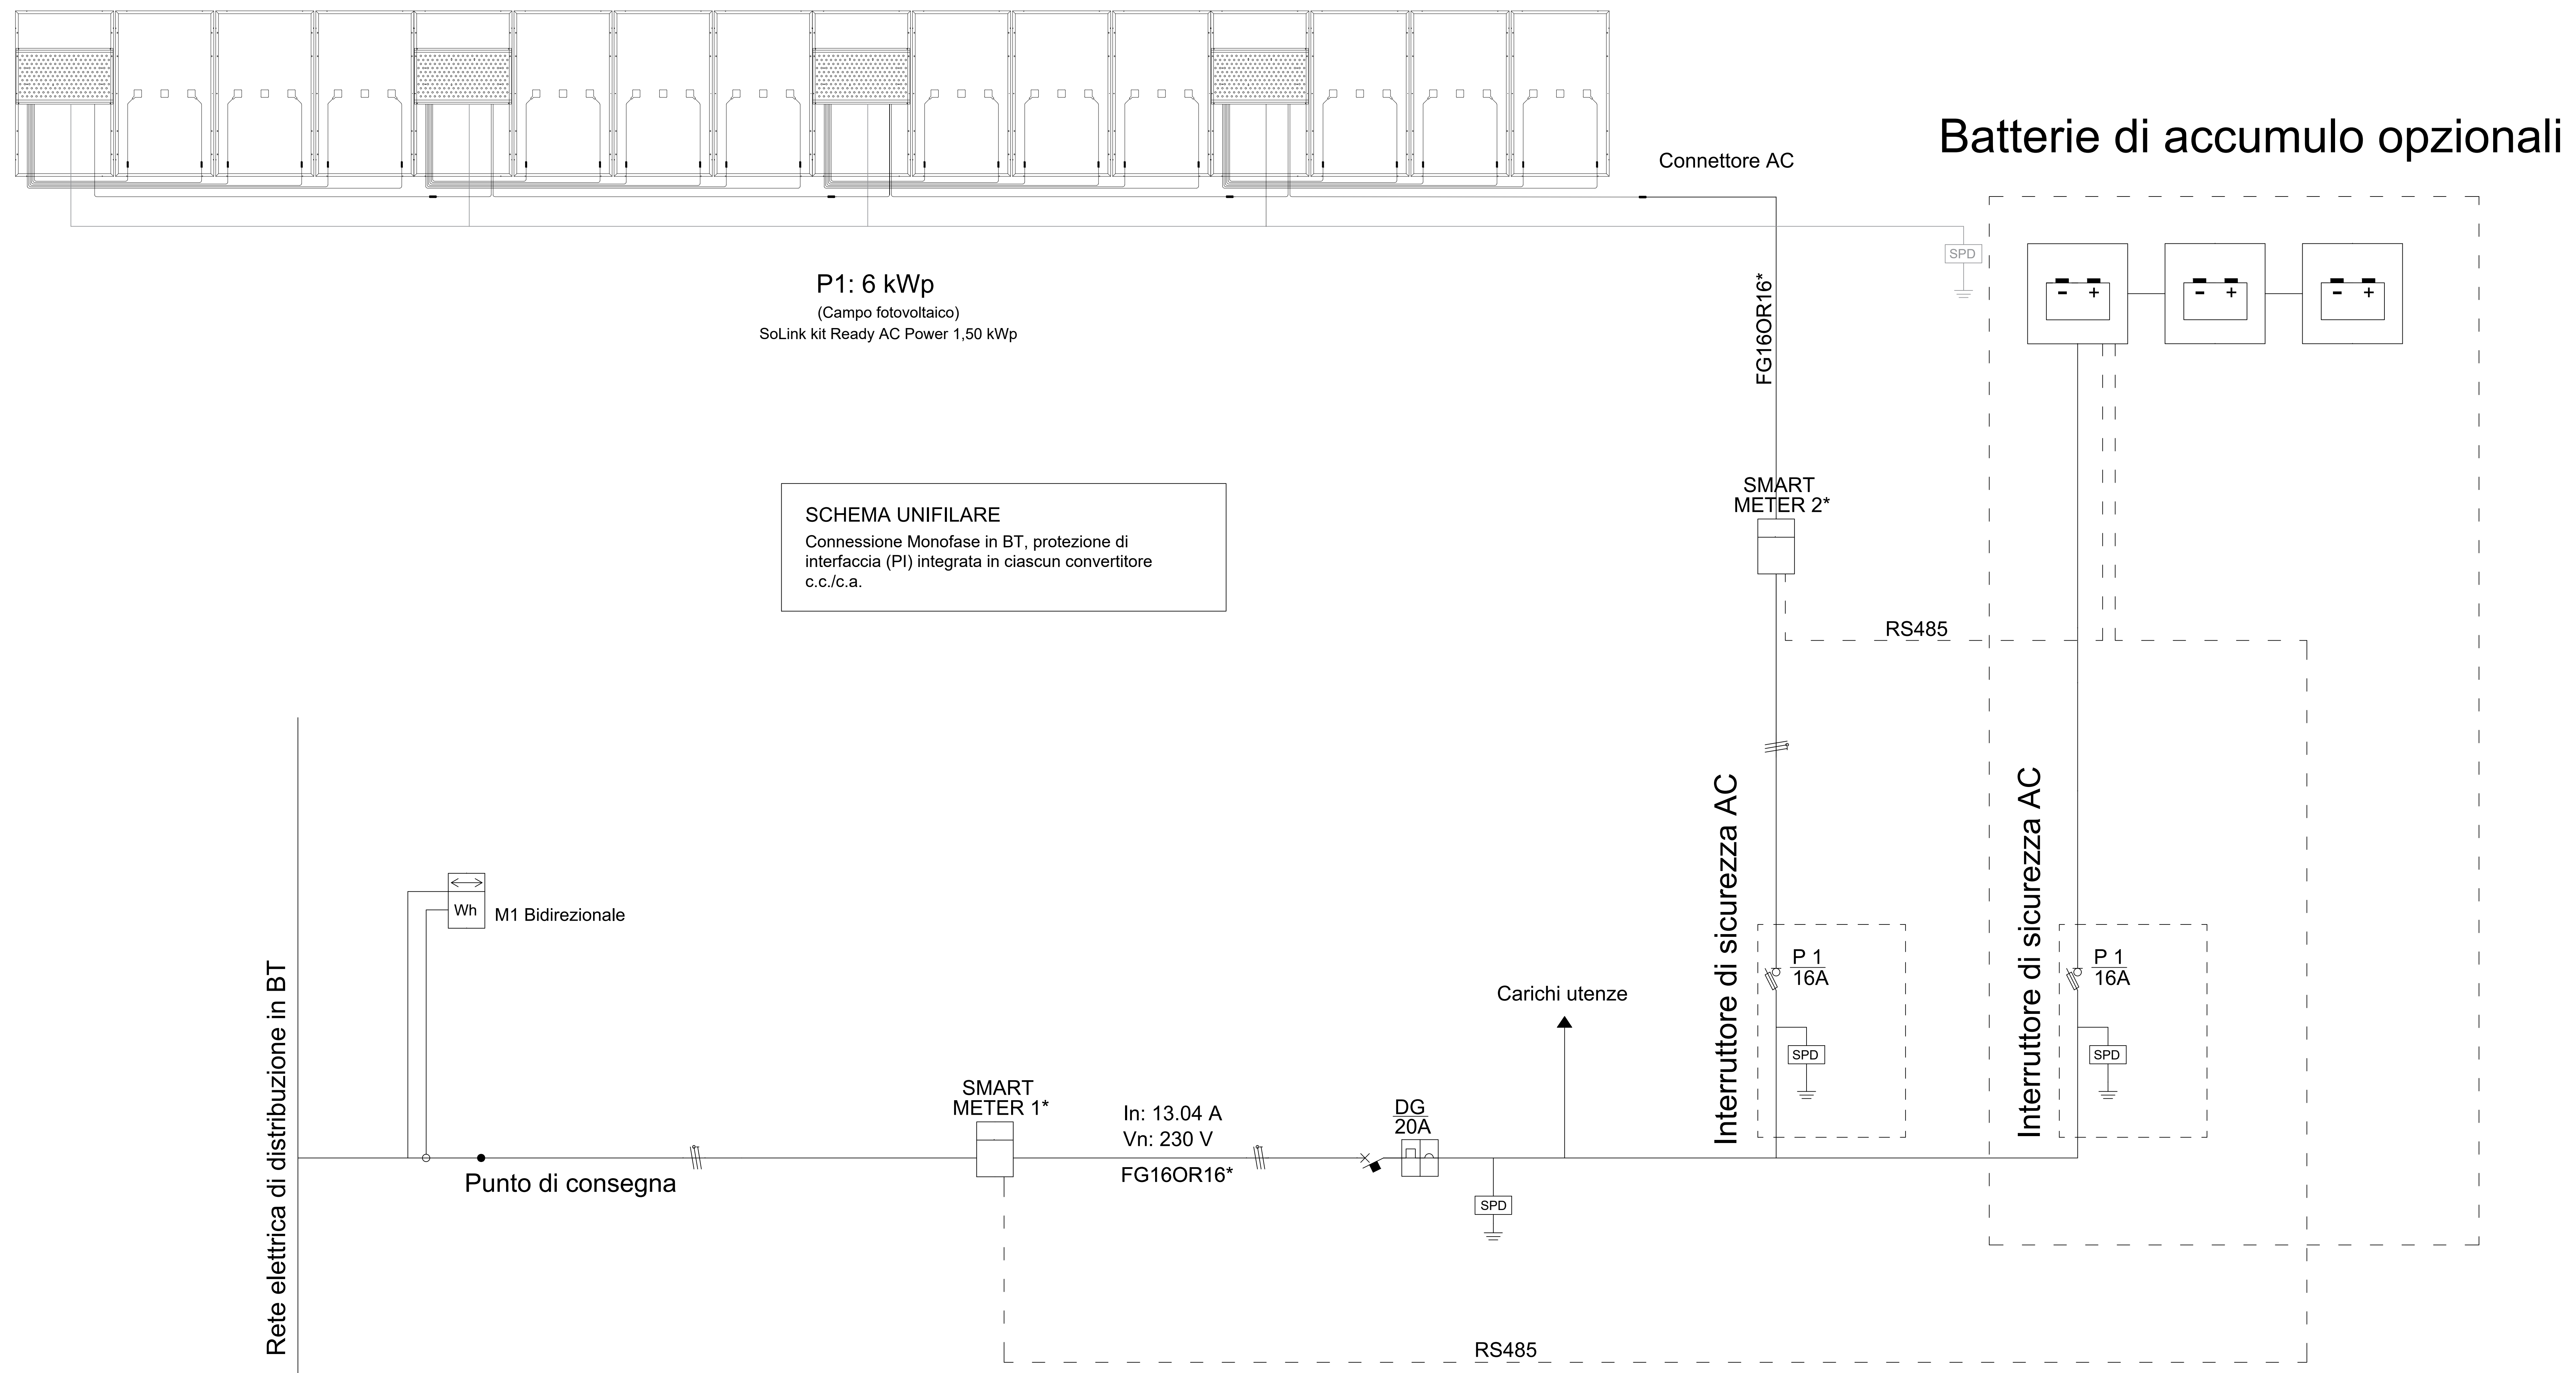 Batterie di accumulo opzionali
Connettore AC
SPD
- +
- +
- +
P1: 6 kWp
(Campo fotovoltaico)
SoLink kit Ready AC Power 1,50 kWp
FG16OR16*
SCHEMA UNIFILARE
Connessione Monofase in BT, protezione di
interfaccia (PI) integrata in ciascun convertitore
c.c./c.a.
SMART
METER 2*
RS485
Interruttore di sicurezza AC
P 1
16A
SPD
Interruttore di sicurezza AC
P 1
16A
SPD
Rete elettrica di distribuzione in BT
Wh
M1 Bidirezionale
Punto di consegna
SMART
METER 1*
In: 13.04 A
Vn: 230 V
FG16OR16*
DG
20A
Carichi utenze
SPD
RS485